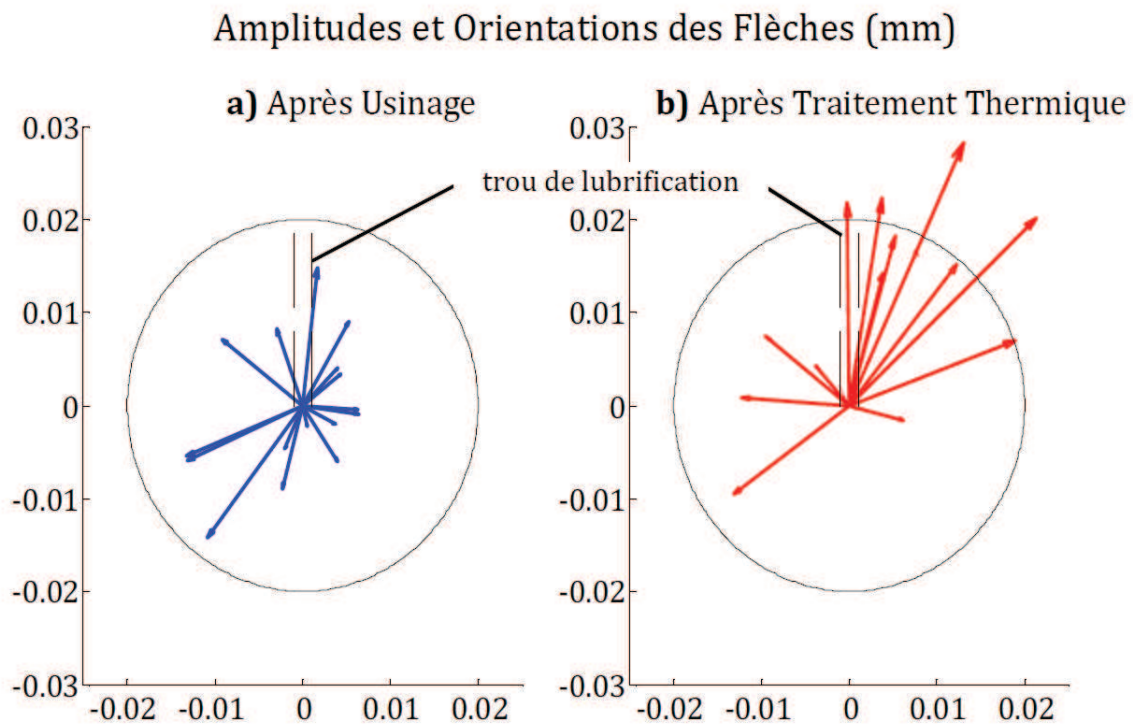 Amplitudes et Orientations des Flèches (mm)
a) Après Usinage
b) Après Traitement Thermique
trou de lubrification
0.03
0.02
0.01
0
-0.01
-0.02
-0.03
-0.02 -0.01 0 0.01 0.02
0.03
0.02
0.01
0
-0.01
-0.02
-0.03
-0.02 -0.01 0 0.01 0.02